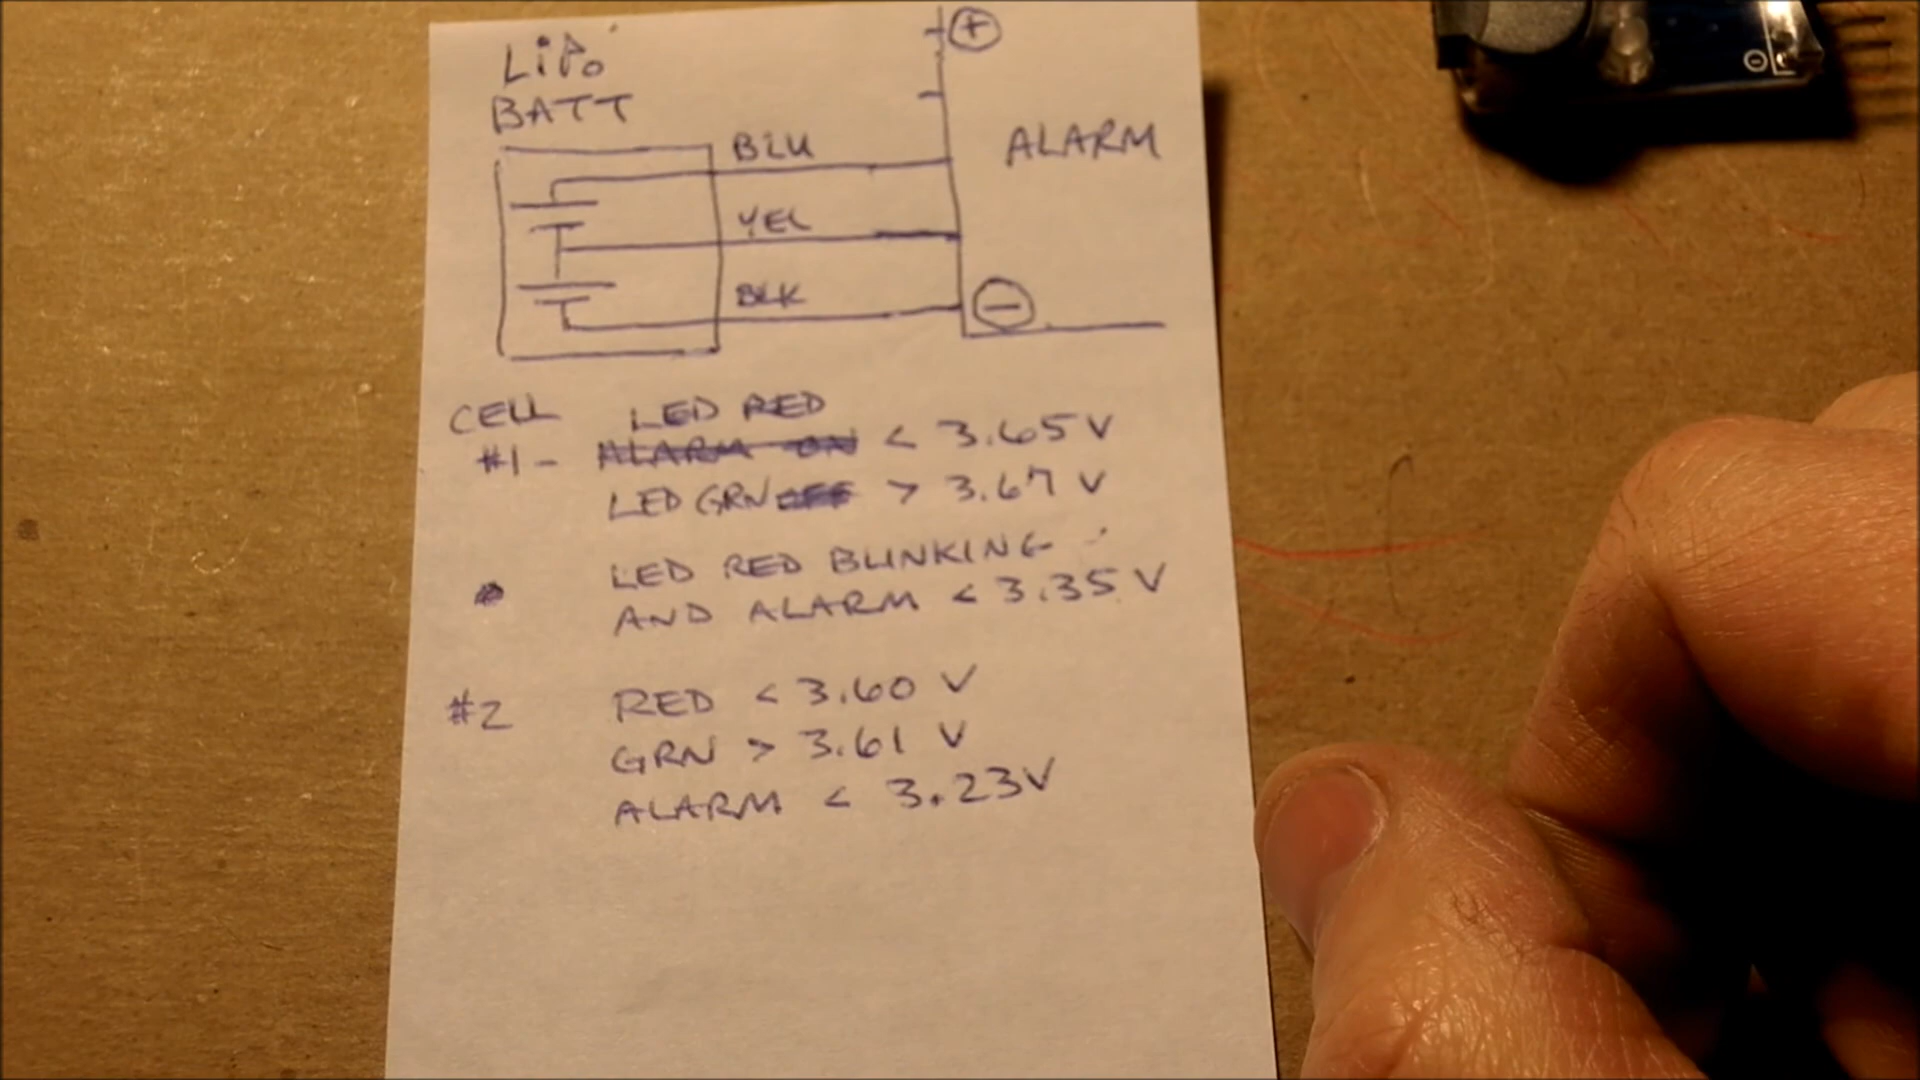 LiPo
BATT
+
ALARM
BLU
YEL
BLK
−
CELL LED RED
#1 - ALARM ON < 3.65 V
LED GRN OFF > 3.67 V
LED RED BLINKING
AND ALARM < 3.35 V
#2 RED < 3.60 V
GRN > 3.61 V
ALARM < 3.23V